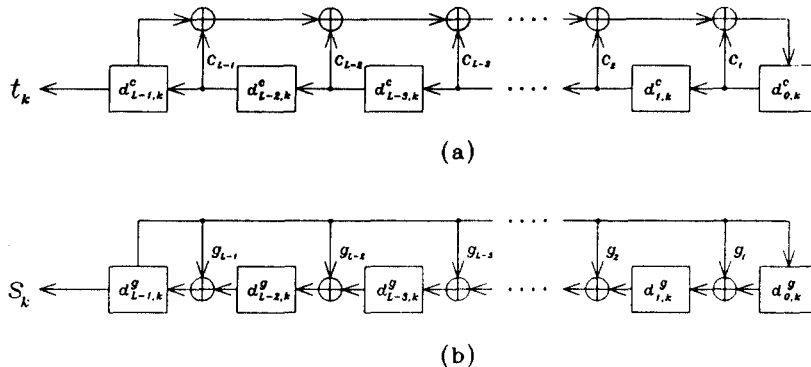 C_{L-1} C_{L-2} C_{L-3} .... C_2 C_1
t_k d^c_{L-1,k} d^c_{L-2,k} d^c_{L-3,k} .... d^c_{1,k} d^c_{0,k}
(a)
g_{L-1} g_{L-2} g_{L-3} .... g_2 g_1
S_k d^g_{L-1,k} d^g_{L-2,k} d^g_{L-3,k} .... d^g_{1,k} d^g_{0,k}
(b)